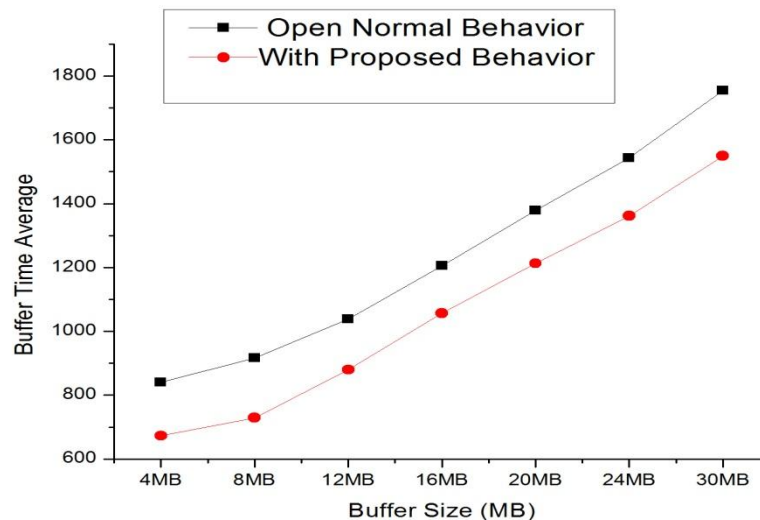 Open Normal Behavior
With Proposed Behavior
1800
1600
1400
1200
1000
800
600
Buffer Time Average
4MB 8MB 12MB 16MB 20MB 24MB 30MB
Buffer Size (MB)